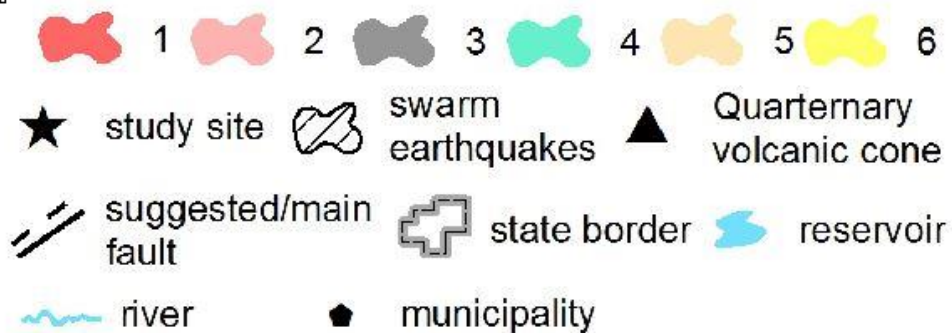 1 2 3 4 5 6
study site
swarm
earthquakes
Quarternary
volcanic cone
suggested/main
fault
state border
reservoir
river
municipality